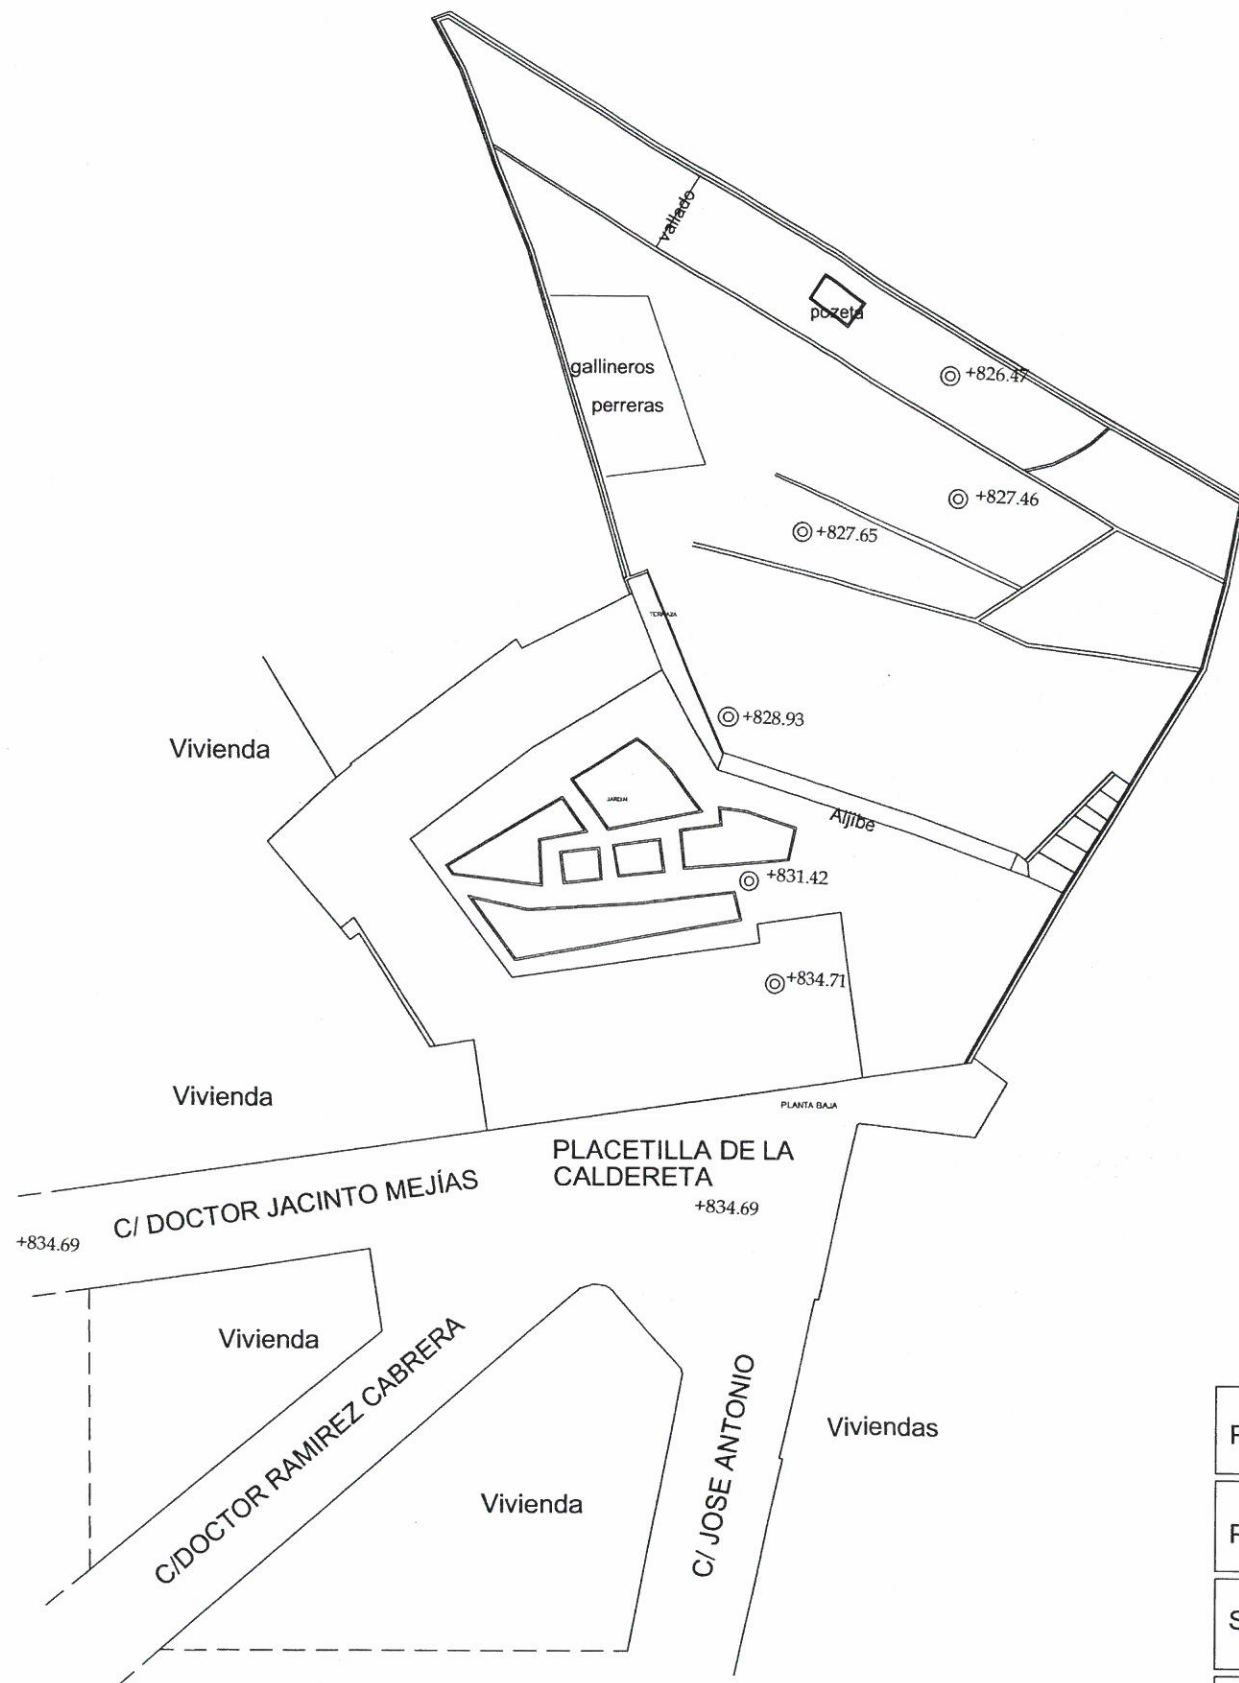 vallado
pozeta
+826.47
gallineros
perreras
+827.46
+827.65
TERRAZA
+828.93
Vivienda
JARDIN
Aljibe
+831.42
+834.71
Vivienda
PLANTA BAJA
PLACETILLA DE LA
CALDERETA
C/ DOCTOR JACINTO MEJÍAS
+834.69
+834.69
Vivienda
C/DOCTOR RAMIREZ CABRERA
C/ JOSE ANTONIO
Viviendas
Vivienda